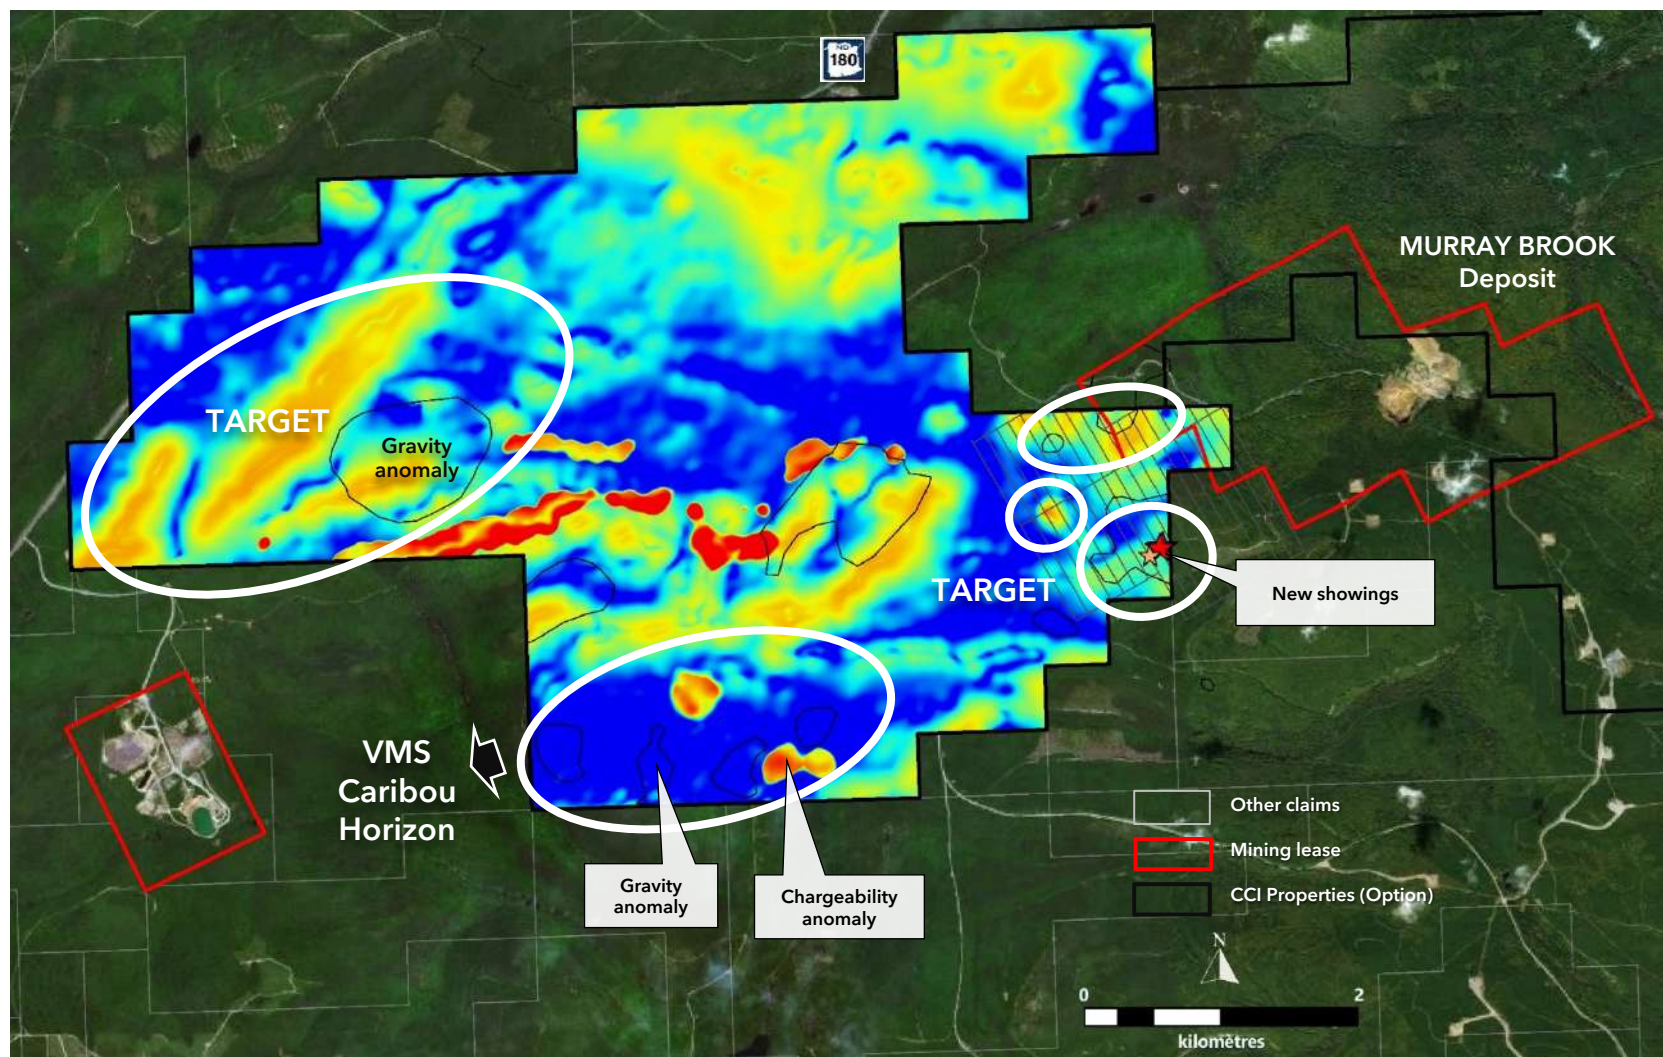 NO
180
MURRAY BROOK
Deposit
TARGET
Gravity
anomaly
TARGET
New showings
VMS
Caribou
Horizon
Gravity
anomaly
Chargeability
anomaly
Other claims
Mining lease
CCI Properties (Option)
N
0
2
kilomètres